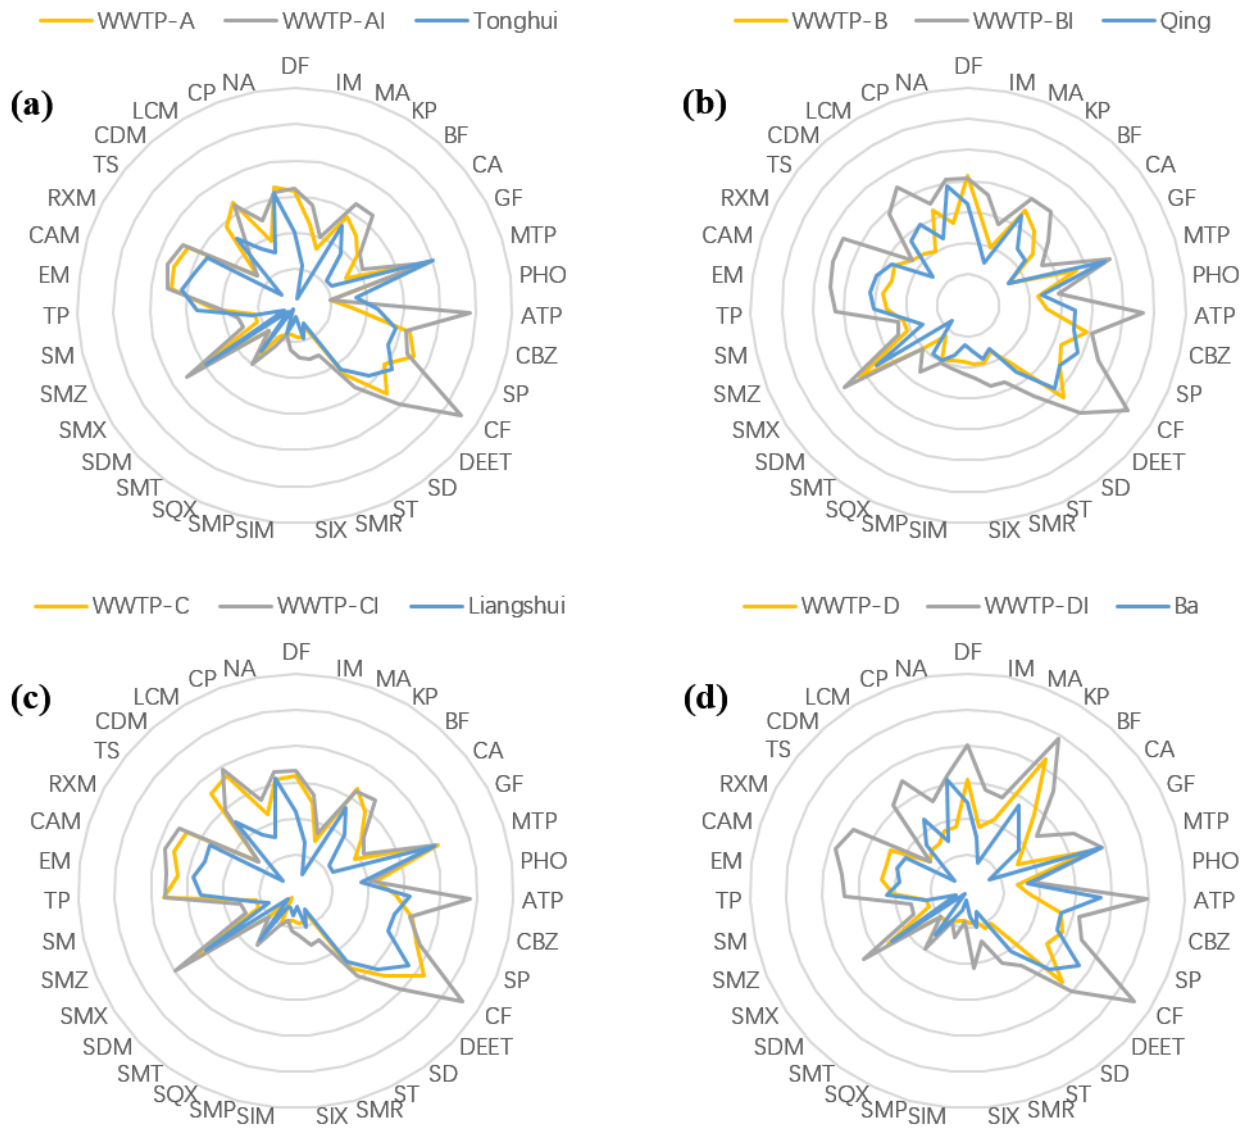 WWTP-A WWTP-AI Tonghui
(a)
DF
IM
MA
KP
BF
CA
GF
MTP
PHO
ATP
CBZ
SP
CF
DEET
SD
ST
SMR
SIX
SIM
SMP
SQX
SMT
SDM
SMX
SMZ
SM
TP
EM
CAM
RXM
TS
CDM
LCM
CP
NA
WWTP-B WWTP-BI Qing
(b)
DF
IM
MA
KP
BF
CA
GF
MTP
PHO
ATP
CBZ
SP
CF
DEET
SD
ST
SMR
SIX
SIM
SMP
SQX
SMT
SDM
SMX
SMZ
SM
TP
EM
CAM
RXM
TS
CDM
LCM
CP
NA
WWTP-C WWTP-CI Liangshui
(c)
DF
IM
MA
KP
BF
CA
GF
MTP
PHO
ATP
CBZ
SP
CF
DEET
SD
ST
SMR
SIX
SIM
SMP
SQX
SMT
SDM
SMX
SMZ
SM
TP
EM
CAM
RXM
TS
CDM
LCM
CP
NA
WWTP-D WWTP-DI Ba
(d)
DF
IM
MA
KP
BF
CA
GF
MTP
PHO
ATP
CBZ
SP
CF
DEET
SD
ST
SMR
SIX
SIM
SMP
SQX
SMT
SDM
SMX
SMZ
SM
TP
EM
CAM
RXM
TS
CDM
LCM
CP
NA